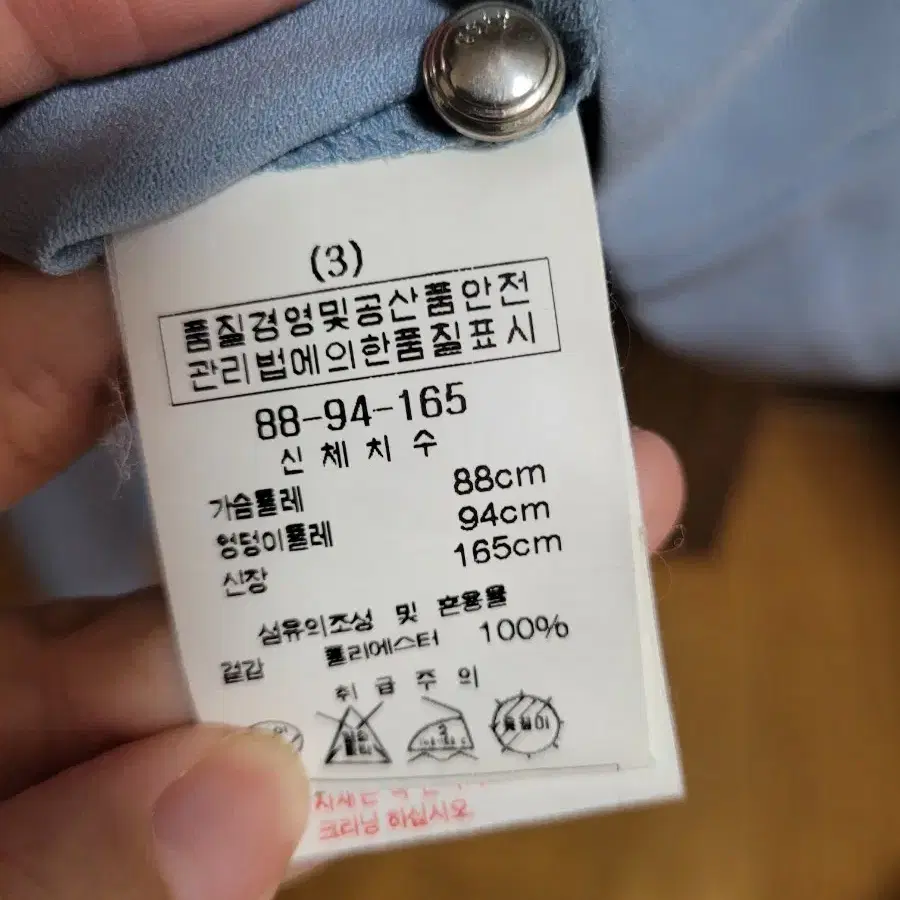 (3)
품질경영및공산품안전
관리법에의한품질표시
88-94-165
신체치수
가슴둘레 88cm
엉덩이둘레 94cm
신장 165cm
섬유의조성 및 혼용율
겉감 폴리에스터 100%
취급주의
크리닝 하십시오